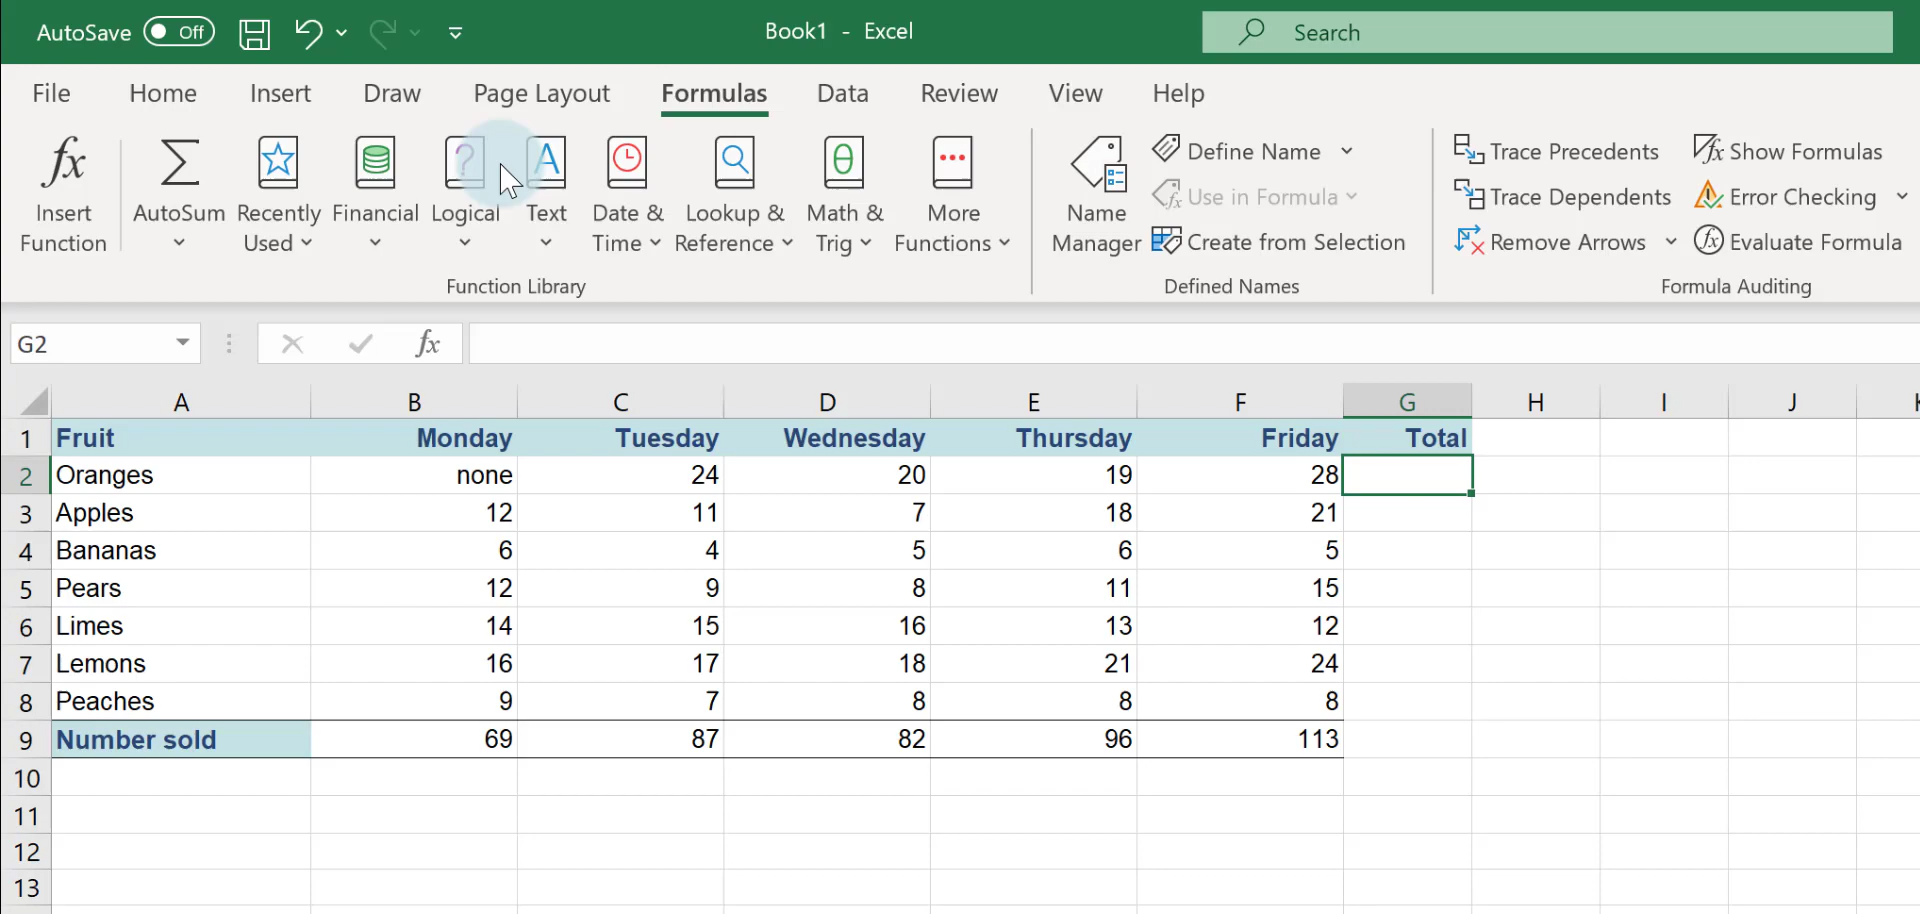 AutoSave Off Book1 - Excel Search
File Home Insert Draw Page Layout Formulas Data Review View Help
fx Insert Function
Σ AutoSum
Recently Used
Financial
? Logical
A Text
Date & Time
Lookup & Reference
θ Math & Trig
More Functions
Function Library
Name Manager
Define Name
fx Use in Formula
Create from Selection
Defined Names
Trace Precedents
Trace Dependents
Remove Arrows
fx Show Formulas
Error Checking
fx Evaluate Formula
Formula Auditing
G2 fx
A B C D E F G H I J
1 Fruit Monday Tuesday Wednesday Thursday Friday Total
2 Oranges none 24 20 19 28
3 Apples 12 11 7 18 21
4 Bananas 6 4 5 6 5
5 Pears 12 9 8 11 15
6 Limes 14 15 16 13 12
7 Lemons 16 17 18 21 24
8 Peaches 9 7 8 8 8
9 Number sold 69 87 82 96 113
10
11
12
13